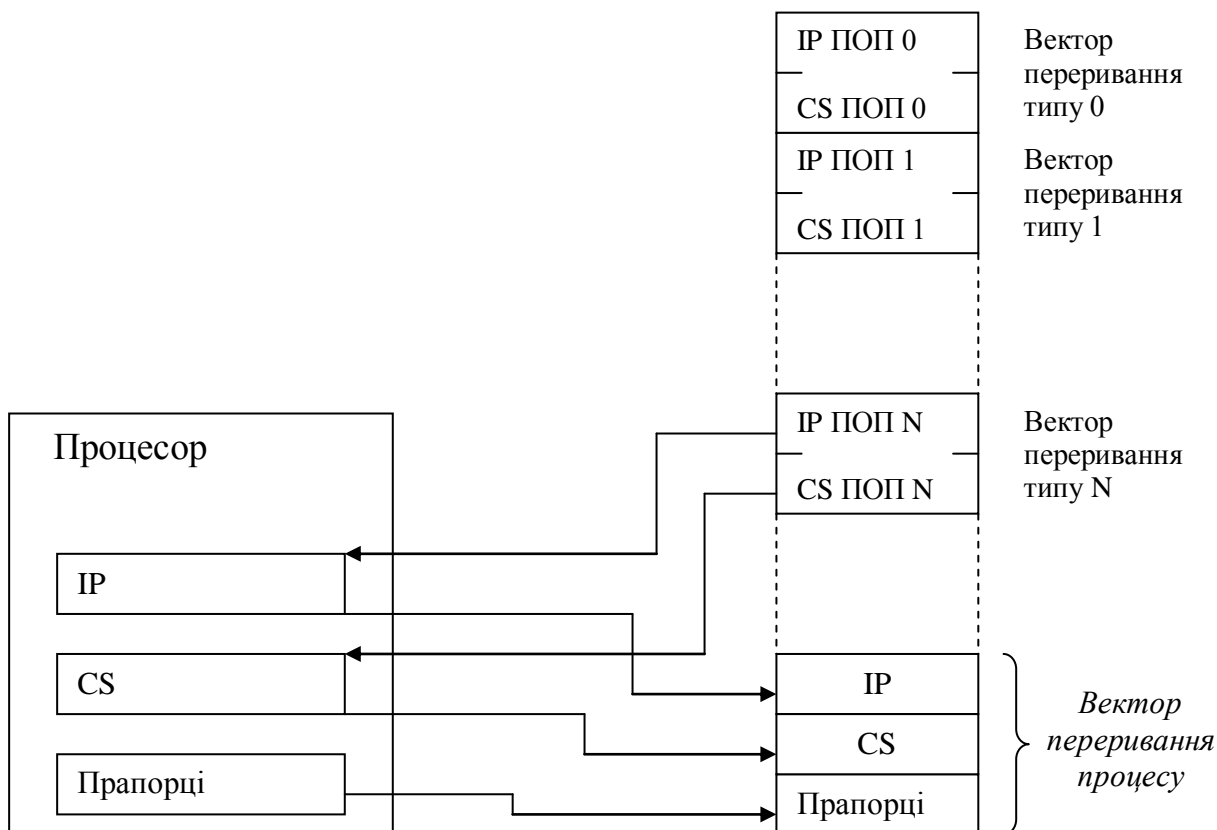 IP ПОП 0
CS ПОП 0
Вектор
переривання
типу 0
IP ПОП 1
CS ПОП 1
Вектор
переривання
типу 1
IP ПОП N
CS ПОП N
Вектор
переривання
типу N
Процесор
IP
CS
Прапорці
IP
CS
Прапорці
Вектор
переривання
процесу